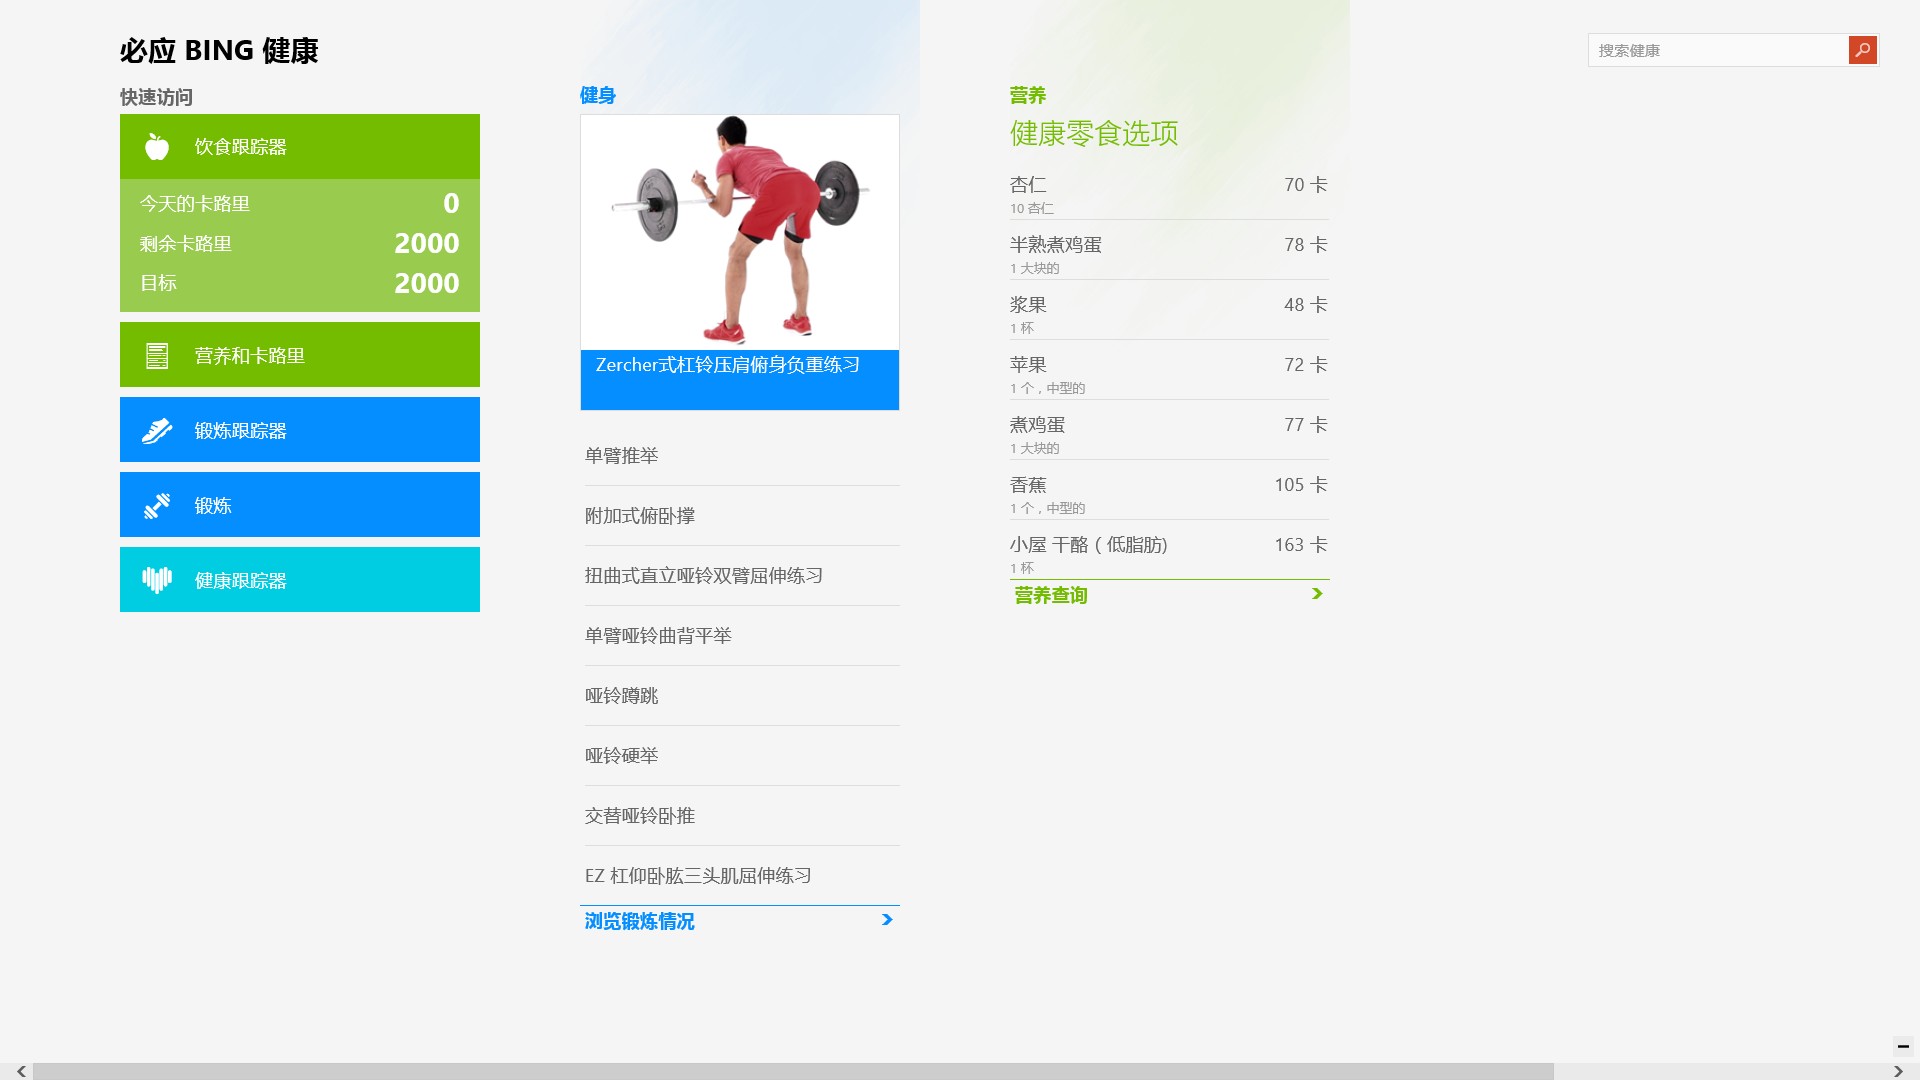 必应 BING 健康
搜索健康
快速访问
饮食跟踪器
今天的卡路里 0
剩余卡路里 2000
目标 2000
营养和卡路里
锻炼跟踪器
锻炼
健康跟踪器
健身
Zercher式杠铃压肩俯身负重练习
单臂推举
附加式俯卧撑
扭曲式直立哑铃双臂屈伸练习
单臂哑铃曲背平举
哑铃蹲跳
哑铃硬举
交替哑铃卧推
EZ 杠仰卧肱三头肌屈伸练习
浏览锻炼情况
营养
健康零食选项
杏仁 70 卡
10 杏仁
半熟煮鸡蛋 78 卡
1 大块的
浆果 48 卡
1 杯
苹果 72 卡
1 个，中型的
煮鸡蛋 77 卡
1 大块的
香蕉 105 卡
1 个，中型的
小屋 干酪（低脂肪) 163 卡
1 杯
营养查询